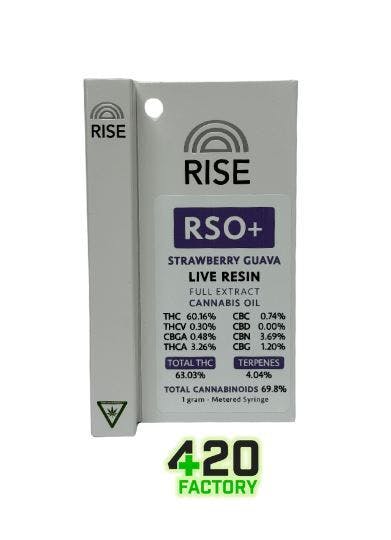 RISE
RISE
RSO+
STRAWBERRY GUAVA
LIVE RESIN
FULL EXTRACT
CANNABIS OIL
THC 60.16% CBC 0.74%
THCV 0.30% CBD 0.00%
CBGA 0.48% CBN 3.69%
THCA 3.26% CBG 1.20%
TOTAL THC TERPENES
63.03% 4.04%
TOTAL CANNABINOIDS 69.8%
1 gram - Metered Syringe
420
FACTORY